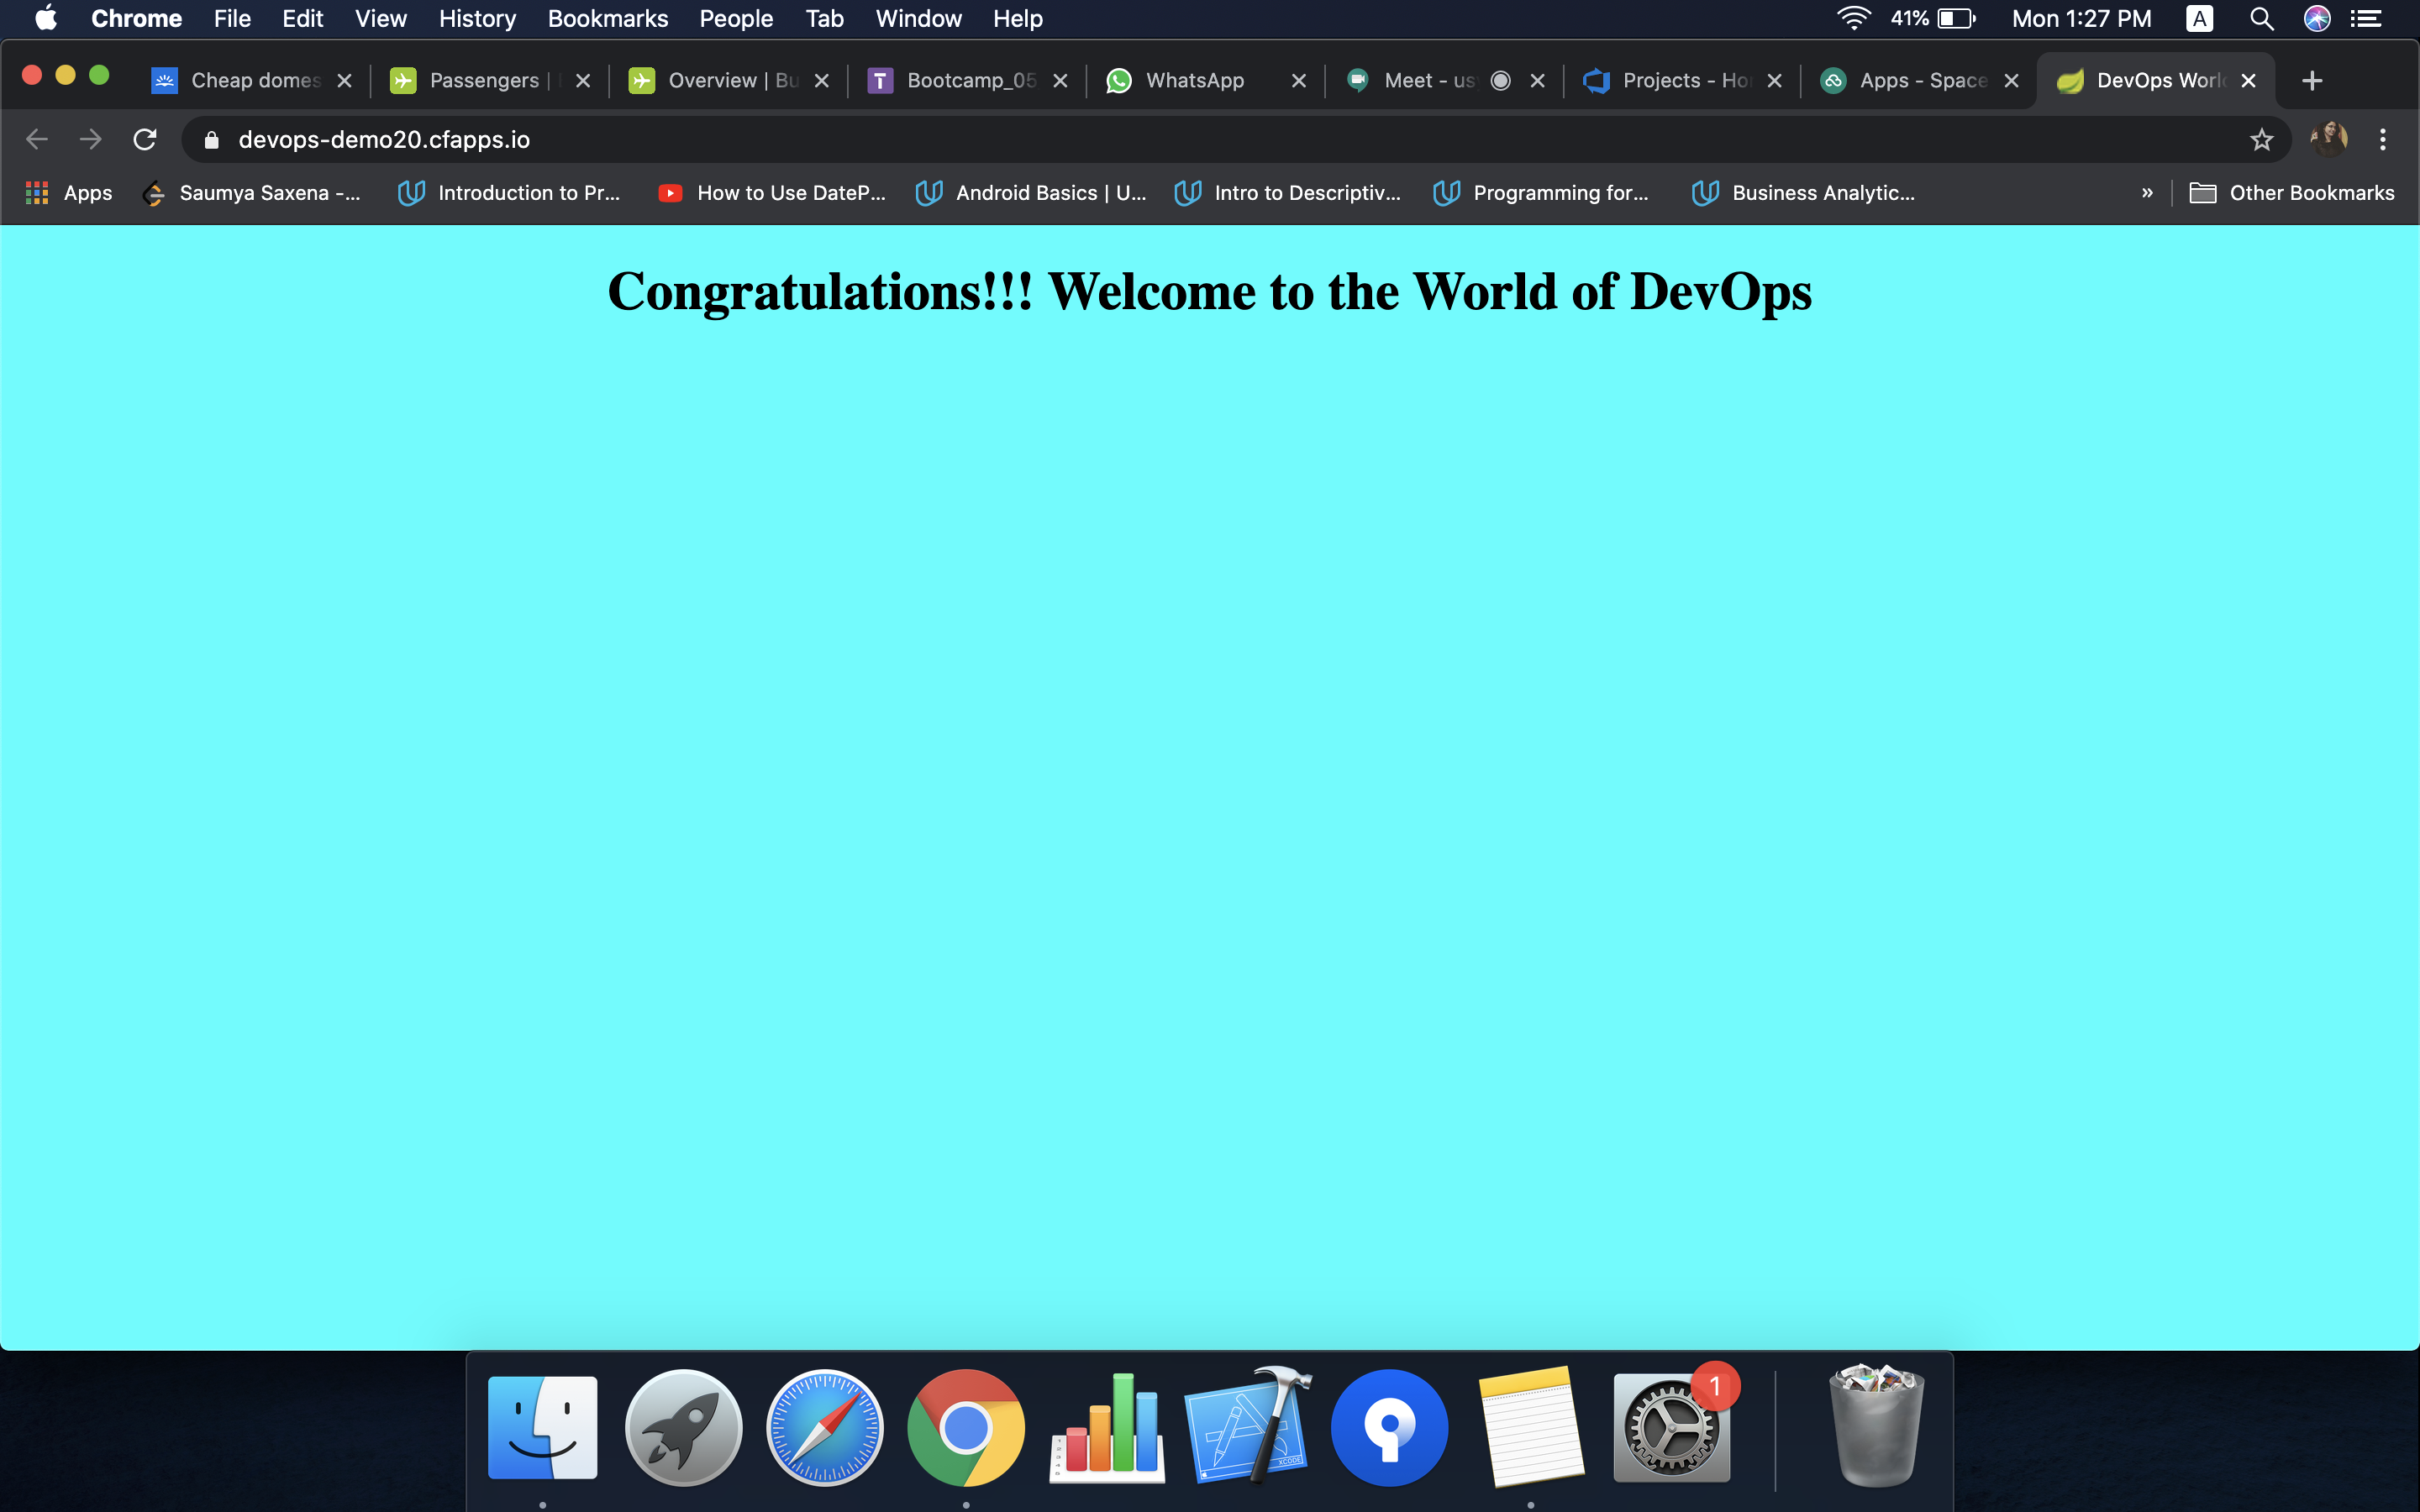 Chrome File Edit View History Bookmarks People Tab Window Help 41% Mon 1:27 PM A
Cheap domes Passengers | Overview | Bu Bootcamp_05 WhatsApp Meet - us Projects - Ho Apps - Space DevOps Worl
devops-demo20.cfapps.io
Apps Saumya Saxena -... Introduction to Pr... How to Use DateP... Android Basics | U... Intro to Descriptiv... Programming for... Business Analytic... » Other Bookmarks
Congratulations!!! Welcome to the World of DevOps
1
XCODE